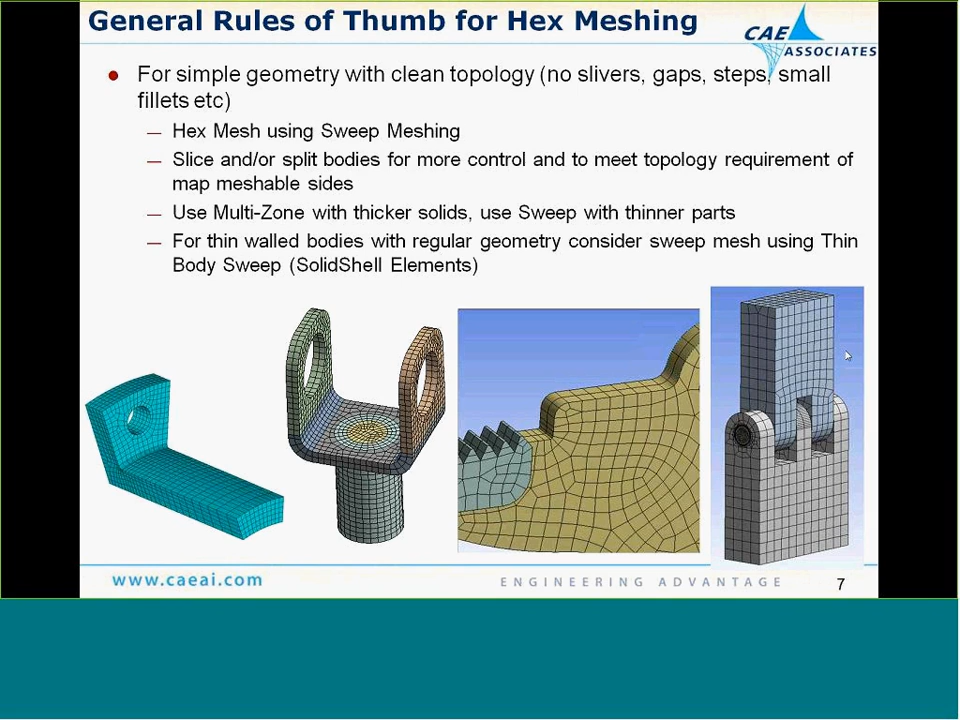 General Rules of Thumb for Hex Meshing
CAE
ASSOCIATES
● For simple geometry with clean topology (no slivers, gaps, steps, small
fillets etc)
— Hex Mesh using Sweep Meshing
— Slice and/or split bodies for more control and to meet topology requirement of
map meshable sides
— Use Multi-Zone with thicker solids, use Sweep with thinner parts
— For thin walled bodies with regular geometry consider sweep mesh using Thin
Body Sweep (SolidShell Elements)
www.caeai.com
ENGINEERING ADVANTAGE
7